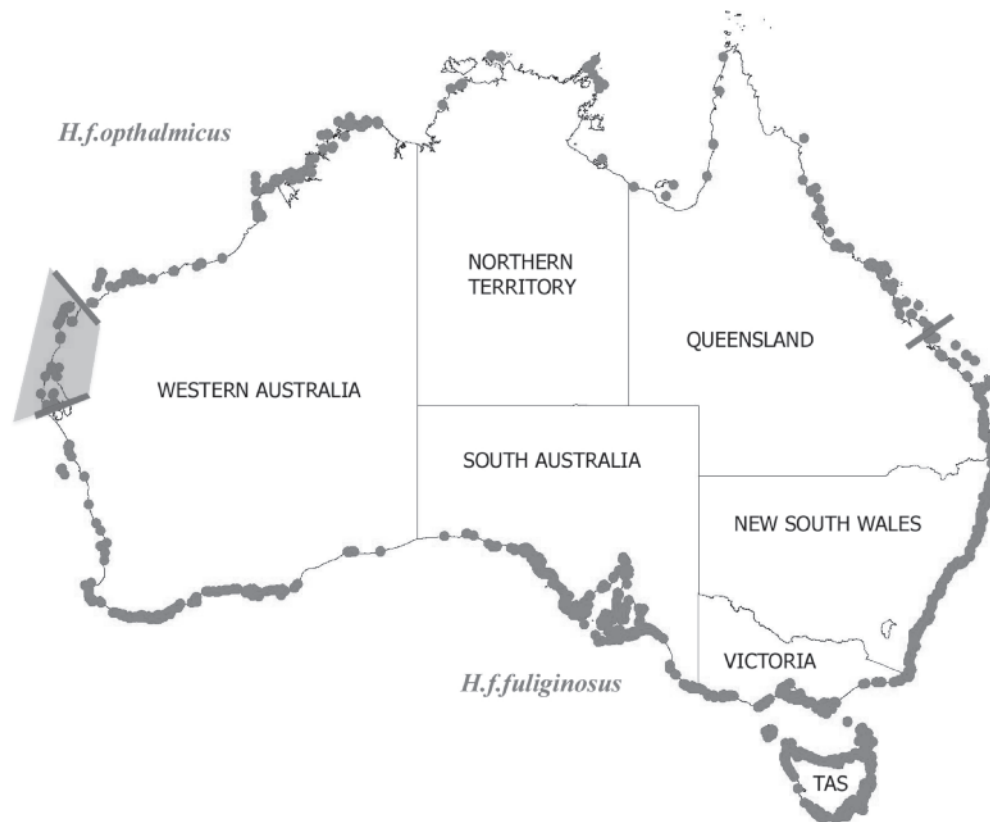 H.f.opthalmicus
NORTHERN
TERRITORY
QUEENSLAND
WESTERN AUSTRALIA
SOUTH AUSTRALIA
NEW SOUTH WALES
VICTORIA
H.f.fuliginosus
TAS